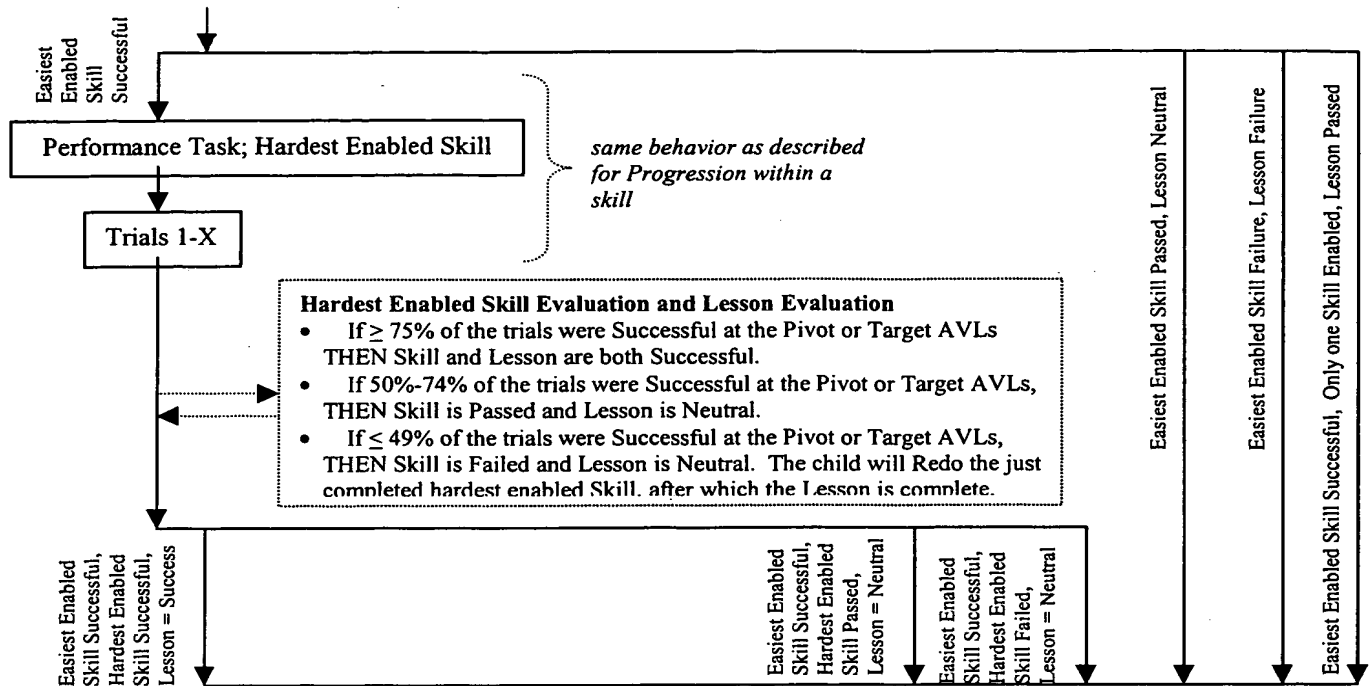 Easiest
Enabled
Skill
Successful
Performance Task; Hardest Enabled Skill
Trials 1-X
same behavior as described
for Progression within a
skill
Hardest Enabled Skill Evaluation and Lesson Evaluation
• If ≥ 75% of the trials were Successful at the Pivot or Target AVLs
THEN Skill and Lesson are both Successful.
• If 50%-74% of the trials were Successful at the Pivot or Target AVLs,
THEN Skill is Passed and Lesson is Neutral.
• If ≤ 49% of the trials were Successful at the Pivot or Target AVLs,
THEN Skill is Failed and Lesson is Neutral. The child will Redo the just
completed hardest enabled Skill, after which the Lesson is complete.
Easiest Enabled Skill Passed, Lesson Neutral
Easiest Enabled Skill Failure, Lesson Failure
Easiest Enabled Skill Successful, Only one Skill Enabled, Lesson Passed
Easiest Enabled
Skill Successful,
Hardest Enabled
Skill Successful,
Lesson = Success
Easiest Enabled
Skill Successful,
Hardest Enabled
Skill Passed,
Lesson = Neutral
Easiest Enabled
Skill Successful,
Hardest Enabled
Skill Failed,
Lesson = Neutral